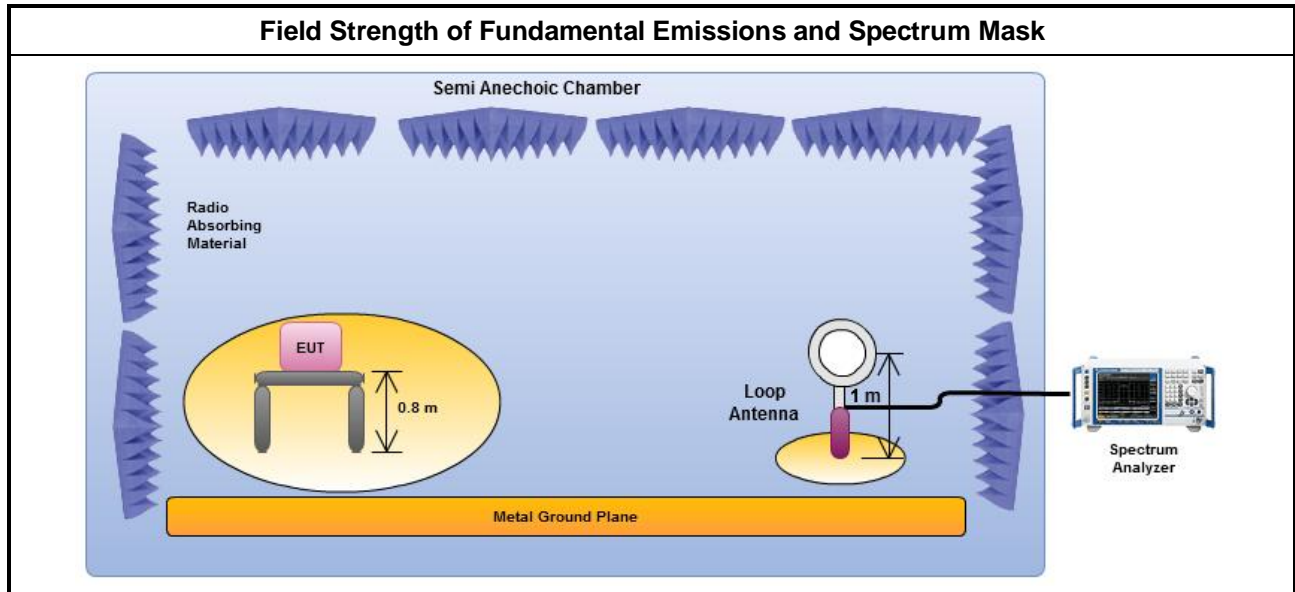 Field Strength of Fundamental Emissions and Spectrum Mask
Semi Anechoic Chamber
Radio
Absorbing
Material
EUT
0.8 m
Loop
Antenna
1 m
Spectrum
Analyzer
Metal Ground Plane